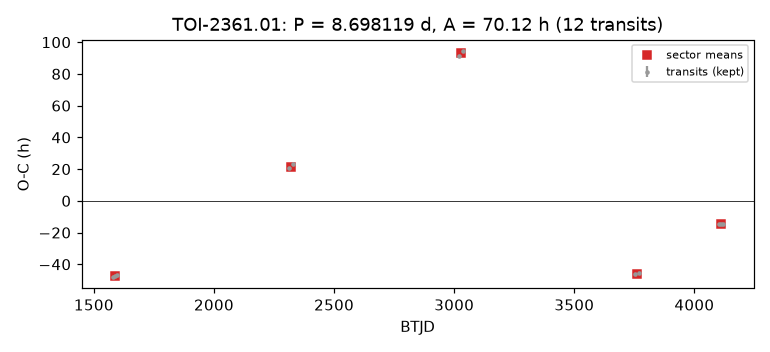 TOI-2361.01: P = 8.698119 d, A = 70.12 h (12 transits)
100
80
60
40
20
0
−20
−40
O-C (h)
sector means
transits (kept)
1500
2000
2500
3000
3500
4000
BTJD